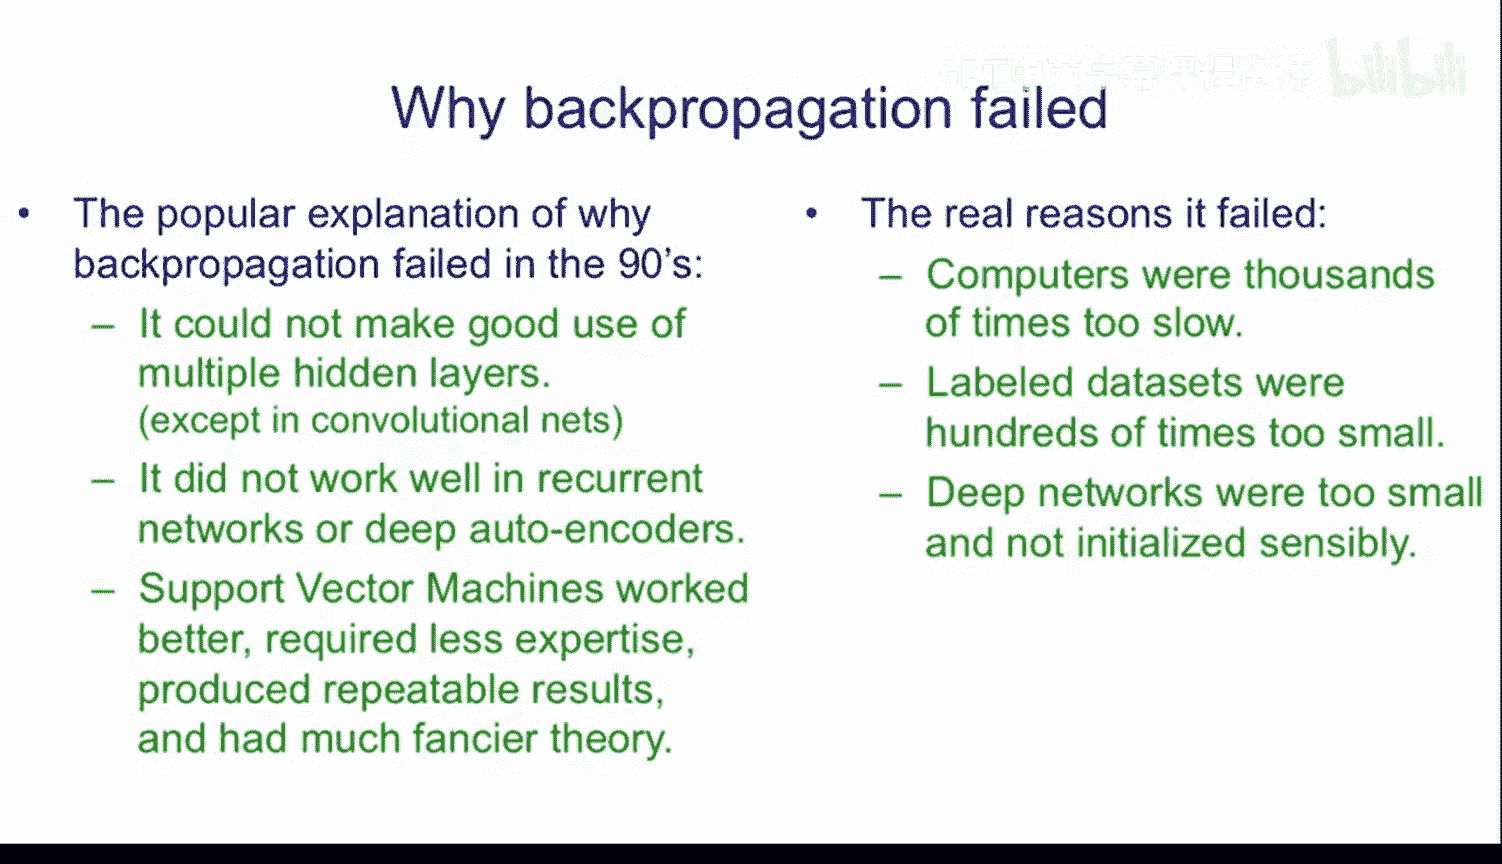 bilibili
Why backpropagation failed
• The popular explanation of why
backpropagation failed in the 90's:
– It could not make good use of
multiple hidden layers.
(except in convolutional nets)
– It did not work well in recurrent
networks or deep auto-encoders.
– Support Vector Machines worked
better, required less expertise,
produced repeatable results,
and had much fancier theory.
• The real reasons it failed:
– Computers were thousands
of times too slow.
– Labeled datasets were
hundreds of times too small.
– Deep networks were too small
and not initialized sensibly.